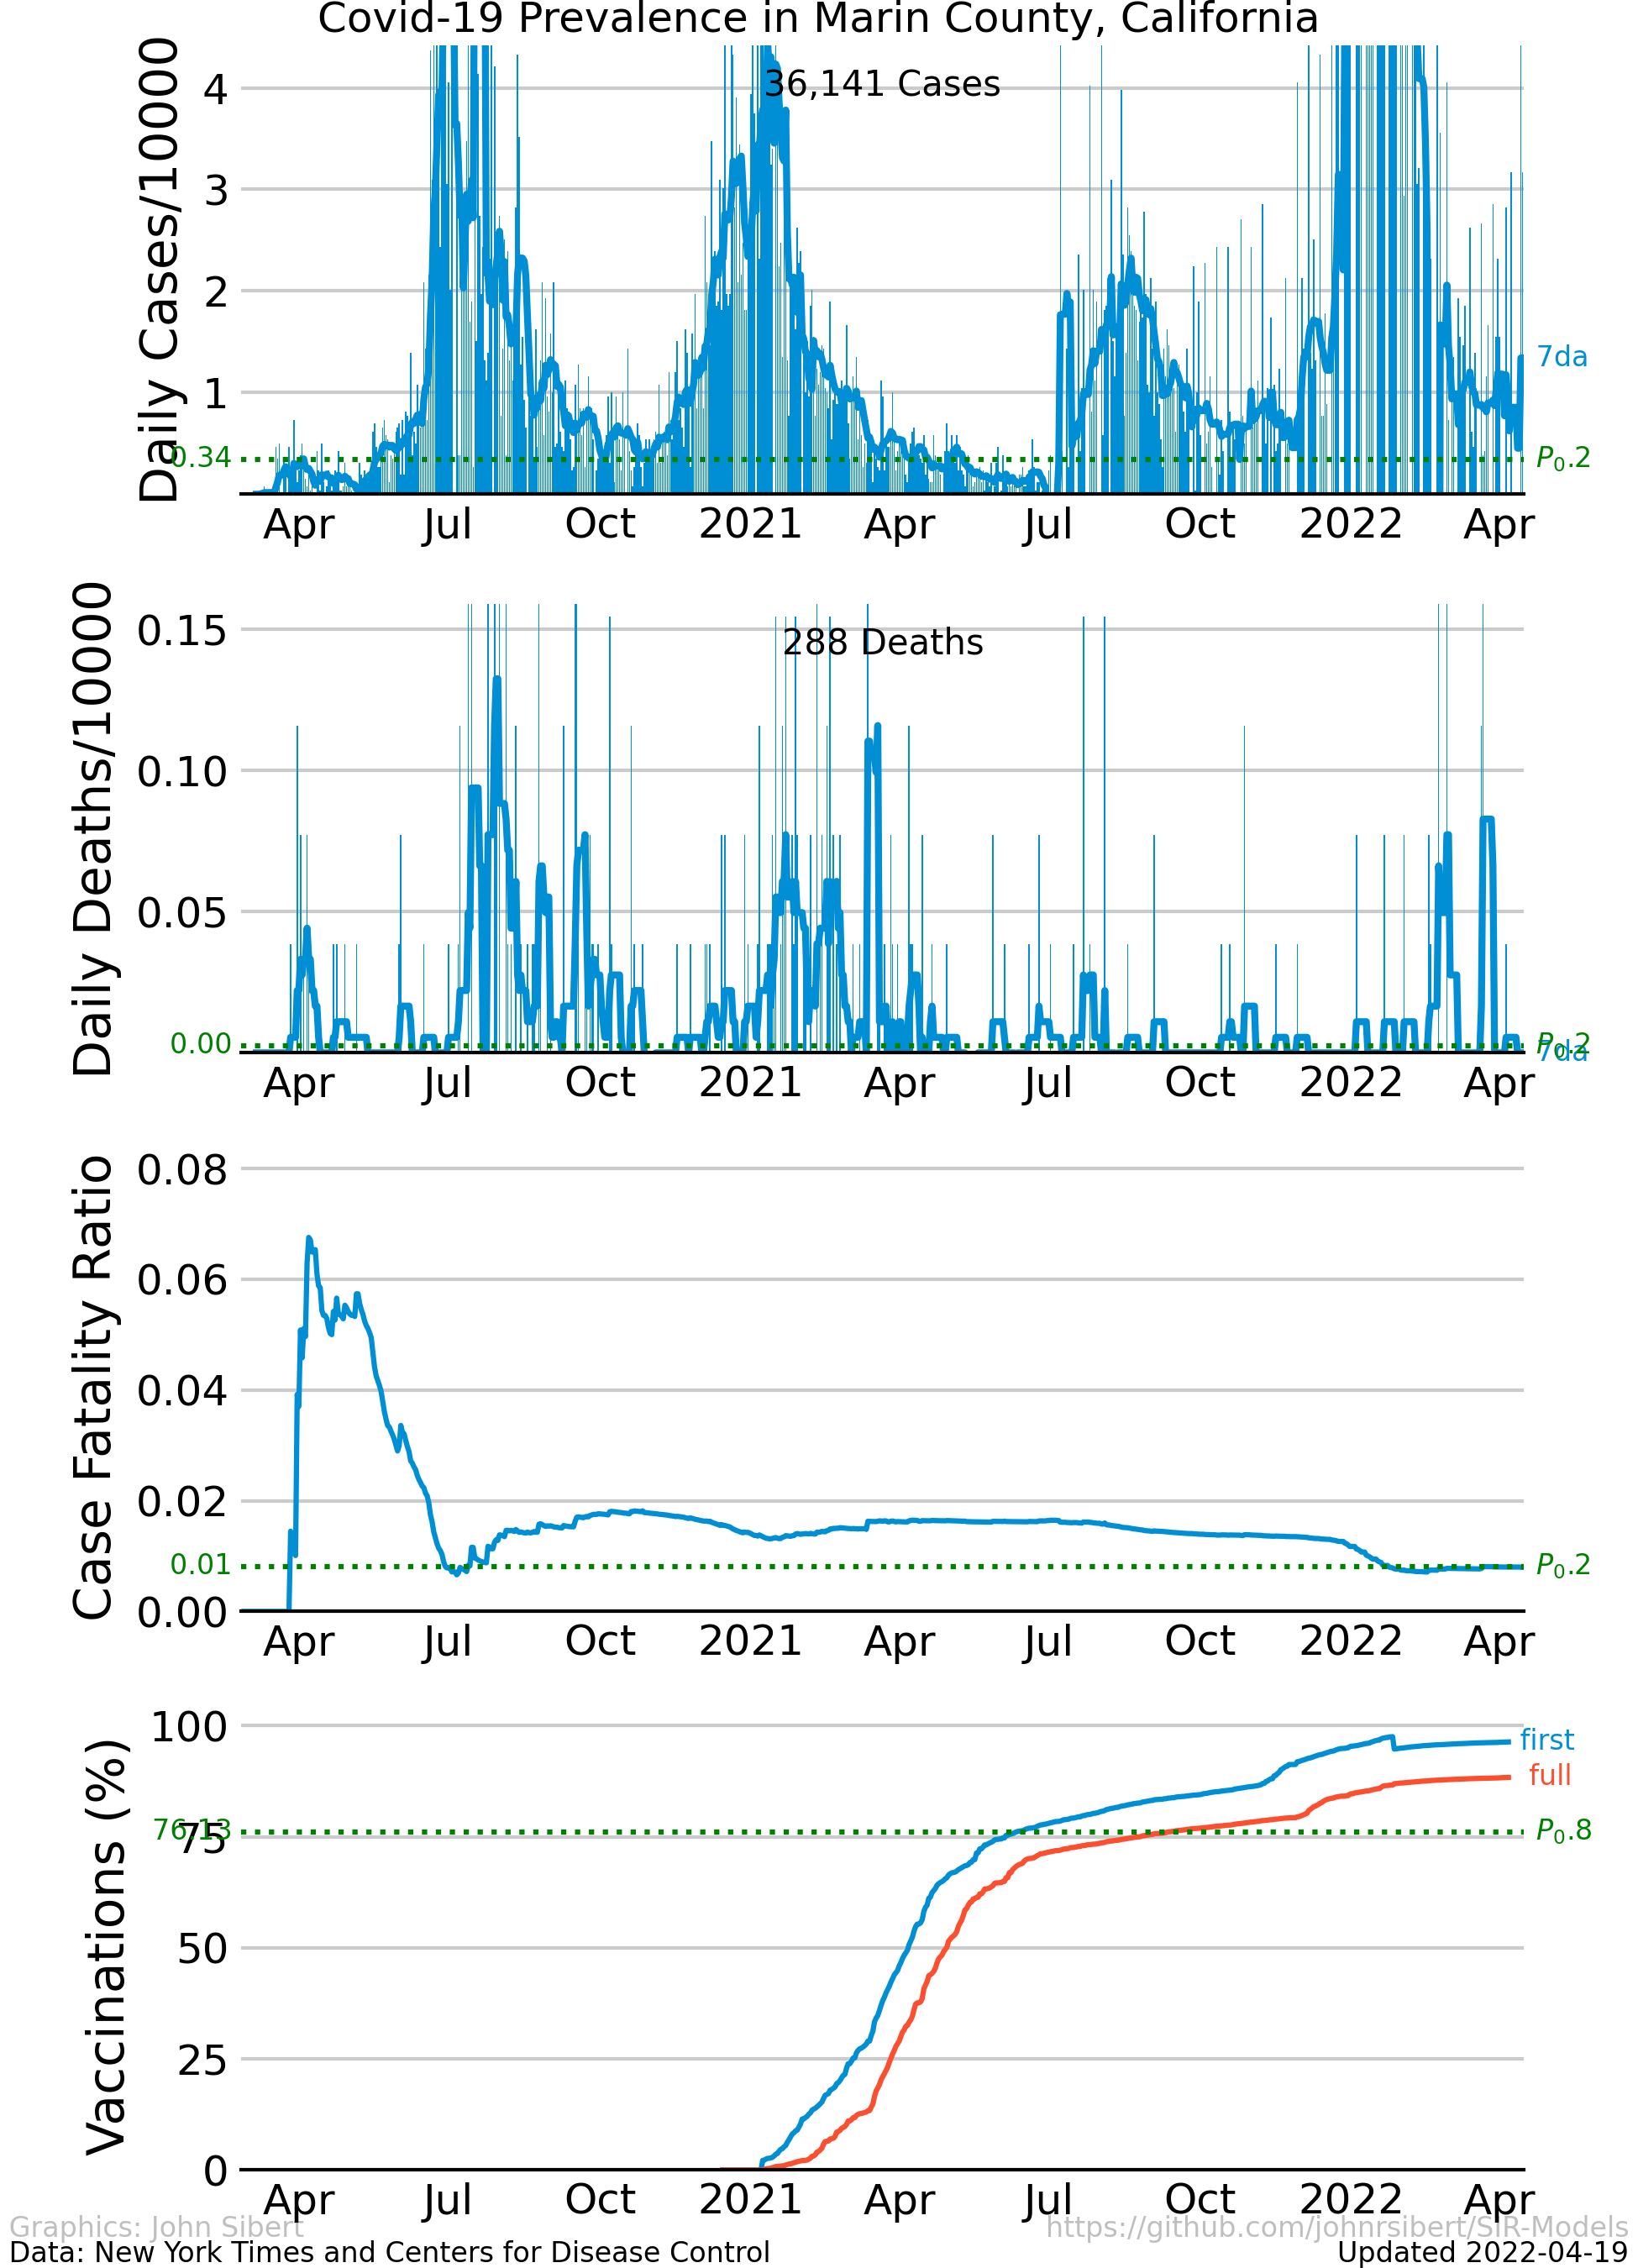 Covid-19 Prevalence in Marin County, California
Daily Cases/10000
4
3
2
1
0.34
36,141 Cases
7da
P₀.2
Apr Jul Oct 2021 Apr Jul Oct 2022 Apr
Daily Deaths/10000
0.15
0.10
0.05
0.00
288 Deaths
P₀.2
7da
Apr Jul Oct 2021 Apr Jul Oct 2022 Apr
Case Fatality Ratio
0.08
0.06
0.04
0.02
0.01
0.00
P₀.2
Apr Jul Oct 2021 Apr Jul Oct 2022 Apr
Vaccinations (%)
100
76.13
75
50
25
0
first
full
P₀.8
Apr Jul Oct 2021 Apr Jul Oct 2022 Apr
Graphics: John Sibert
https://github.com/johnrsibert/SIR-Models
Data: New York Times and Centers for Disease Control
Updated 2022-04-19